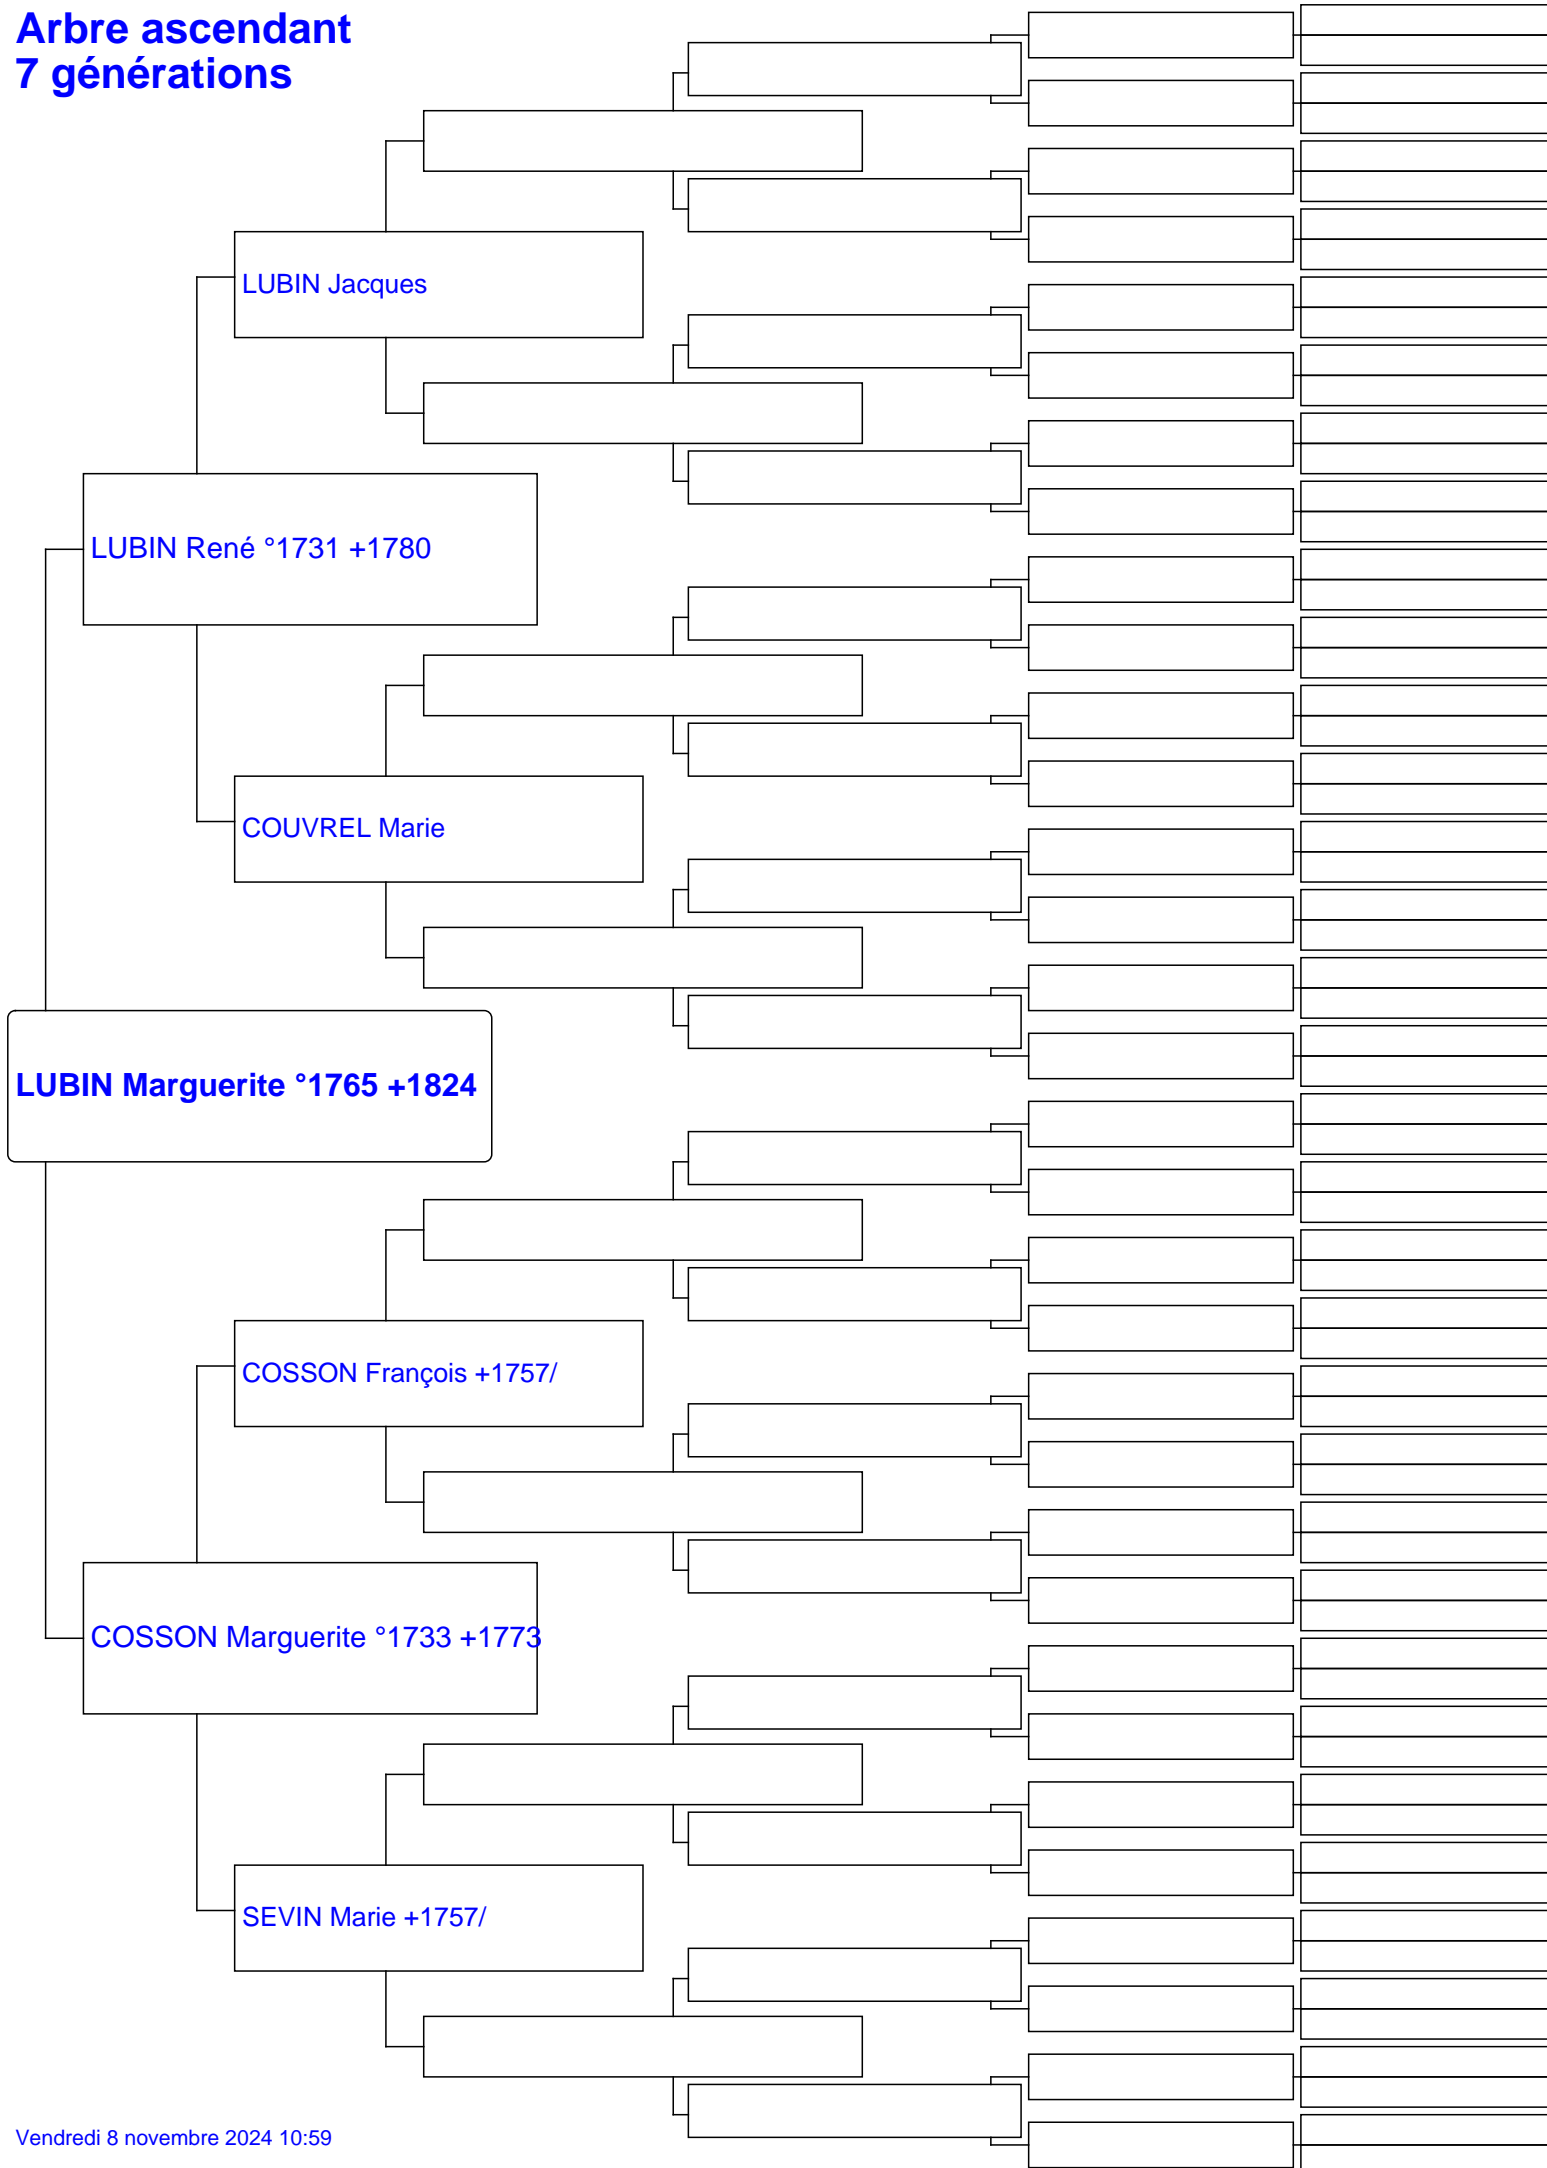 Arbre ascendant
7 générations
LUBIN Jacques
LUBIN René °1731 +1780
COUVREL Marie
LUBIN Marguerite °1765 +1824
COSSON François +1757/
COSSON Marguerite °1733 +1773
SEVIN Marie +1757/
Vendredi 8 novembre 2024 10:59